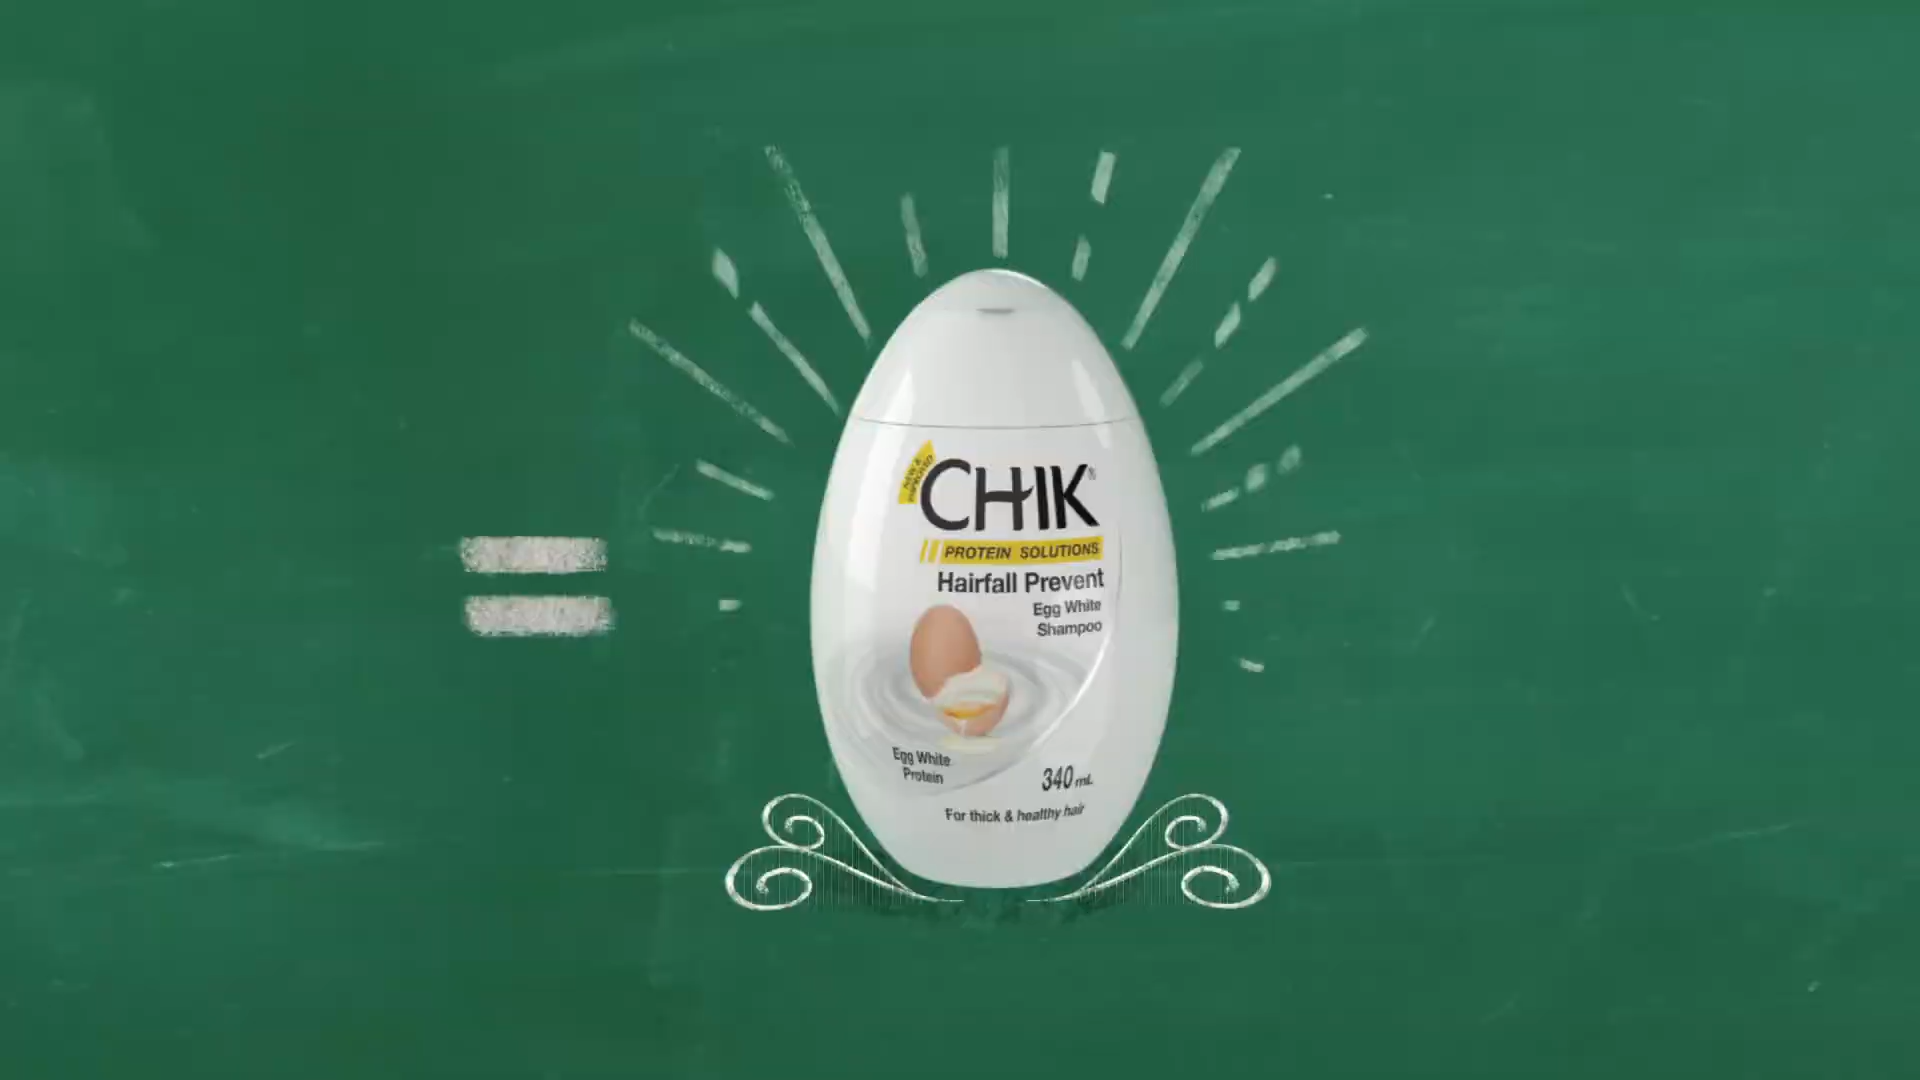 NEW & IMPROVED
CHIK®
PROTEIN SOLUTIONS
Hairfall Prevent
Egg White
Shampoo
Egg White
Protein
340 mL
For thick & healthy hair